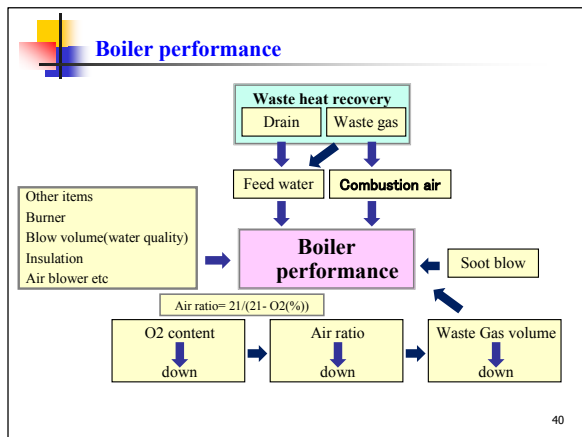 Boiler performance
Waste heat recovery
Drain
Waste gas
Feed water
Combustion air
Other items
Burner
Blow volume(water quality)
Insulation
Air blower etc
Boiler
performance
Soot blow
Air ratio= 21/(21- O2(%))
O2 content
down
Air ratio
down
Waste Gas volume
down
40